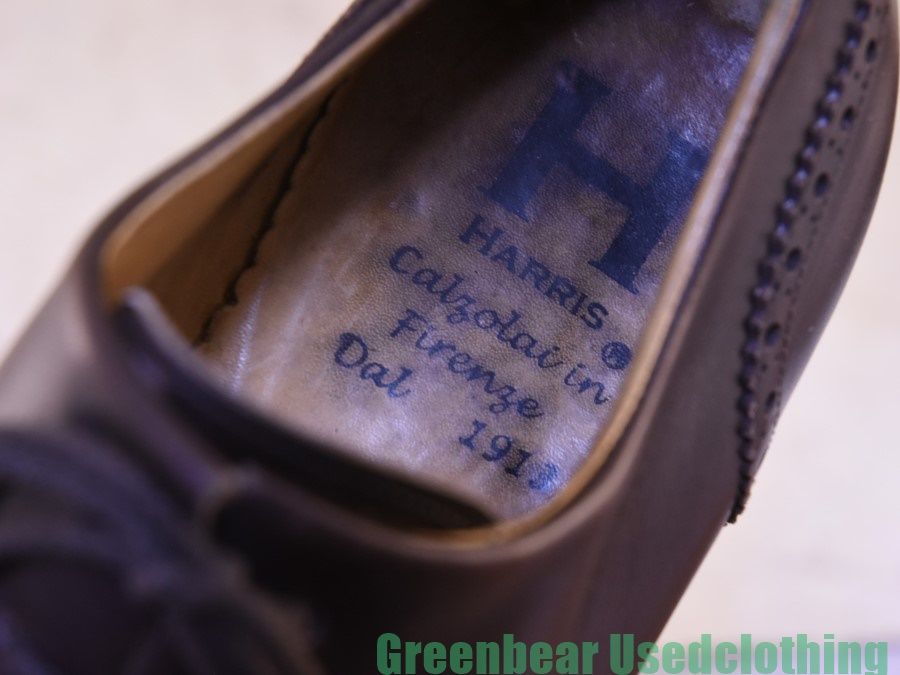 H
HARRIS®
Calzolai in
Firenze
Dal 1913
Greenbear Usedclothing